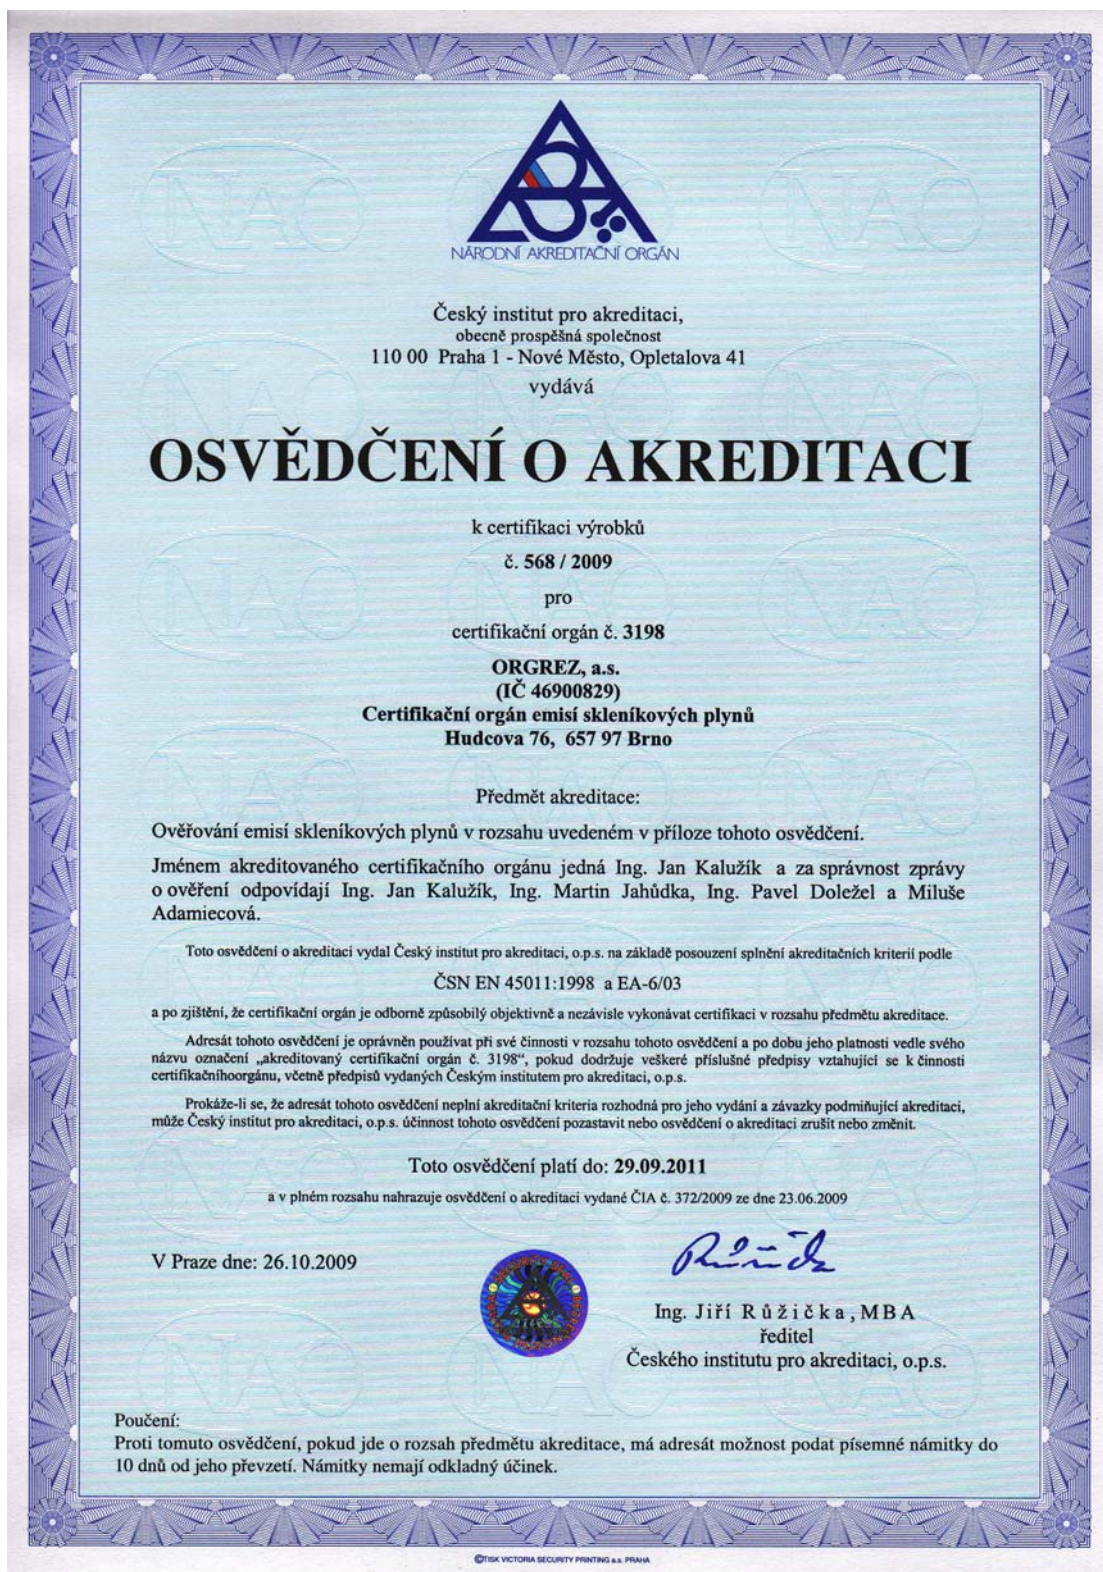 NÁRODNÍ AKREDITAČNÍ ORGÁN
Český institut pro akreditaci,
obecně prospěšná společnost
110 00 Praha 1 - Nové Město, Opletalova 41
vydává
OSVĚDČENÍ O AKREDITACI
k certifikaci výrobků
č. 568 / 2009
pro
certifikační orgán č. 3198
ORGREZ, a.s.
(IČ 46900829)
Certifikační orgán emisí skleníkových plynů
Hudcova 76, 657 97 Brno
Předmět akreditace:
Ověřování emisí skleníkových plynů v rozsahu uvedeném v příloze tohoto osvědčení.
Jménem akreditovaného certifikačního orgánu jedná Ing. Jan Kalužík a za správnost zprávy
o ověření odpovídají Ing. Jan Kalužík, Ing. Martin Jahůdka, Ing. Pavel Doležel a Miluše
Adamiecová.
Toto osvědčení o akreditaci vydal Český institut pro akreditaci, o.p.s. na základě posouzení splnění akreditačních kriterií podle
ČSN EN 45011:1998 a EA-6/03
a po zjištění, že certifikační orgán je odborně způsobilý objektivně a nezávisle vykonávat certifikaci v rozsahu předmětu akreditace.
Adresát tohoto osvědčení je oprávněn používat při své činnosti v rozsahu tohoto osvědčení a po dobu jeho platnosti vedle svého
názvu označení „akreditovaný certifikační orgán č. 3198“, pokud dodržuje veškeré příslušné předpisy vztahující se k činnosti
certifikačníhoorgánu, včetně předpisů vydaných Českým institutem pro akreditaci, o.p.s.
Prokáže-li se, že adresát tohoto osvědčení neplní akreditační kriteria rozhodná pro jeho vydání a závazky podmiňující akreditaci,
může Český institut pro akreditaci, o.p.s. účinnost tohoto osvědčení pozastavit nebo osvědčení o akreditaci zrušit nebo změnit.
Toto osvědčení platí do: 29.09.2011
a v plném rozsahu nahrazuje osvědčení o akreditaci vydané ČIA č. 372/2009 ze dne 23.06.2009
V Praze dne: 26.10.2009
Ing. Jiří Růžička, MBA
ředitel
Českého institutu pro akreditaci, o.p.s.
Poučení:
Proti tomuto osvědčení, pokud jde o rozsah předmětu akreditace, má adresát možnost podat písemné námitky do
10 dnů od jeho převzetí. Námitky nemají odkladný účinek.
©TISK VICTORIA SECURITY PRINTING a.s. PRAHA